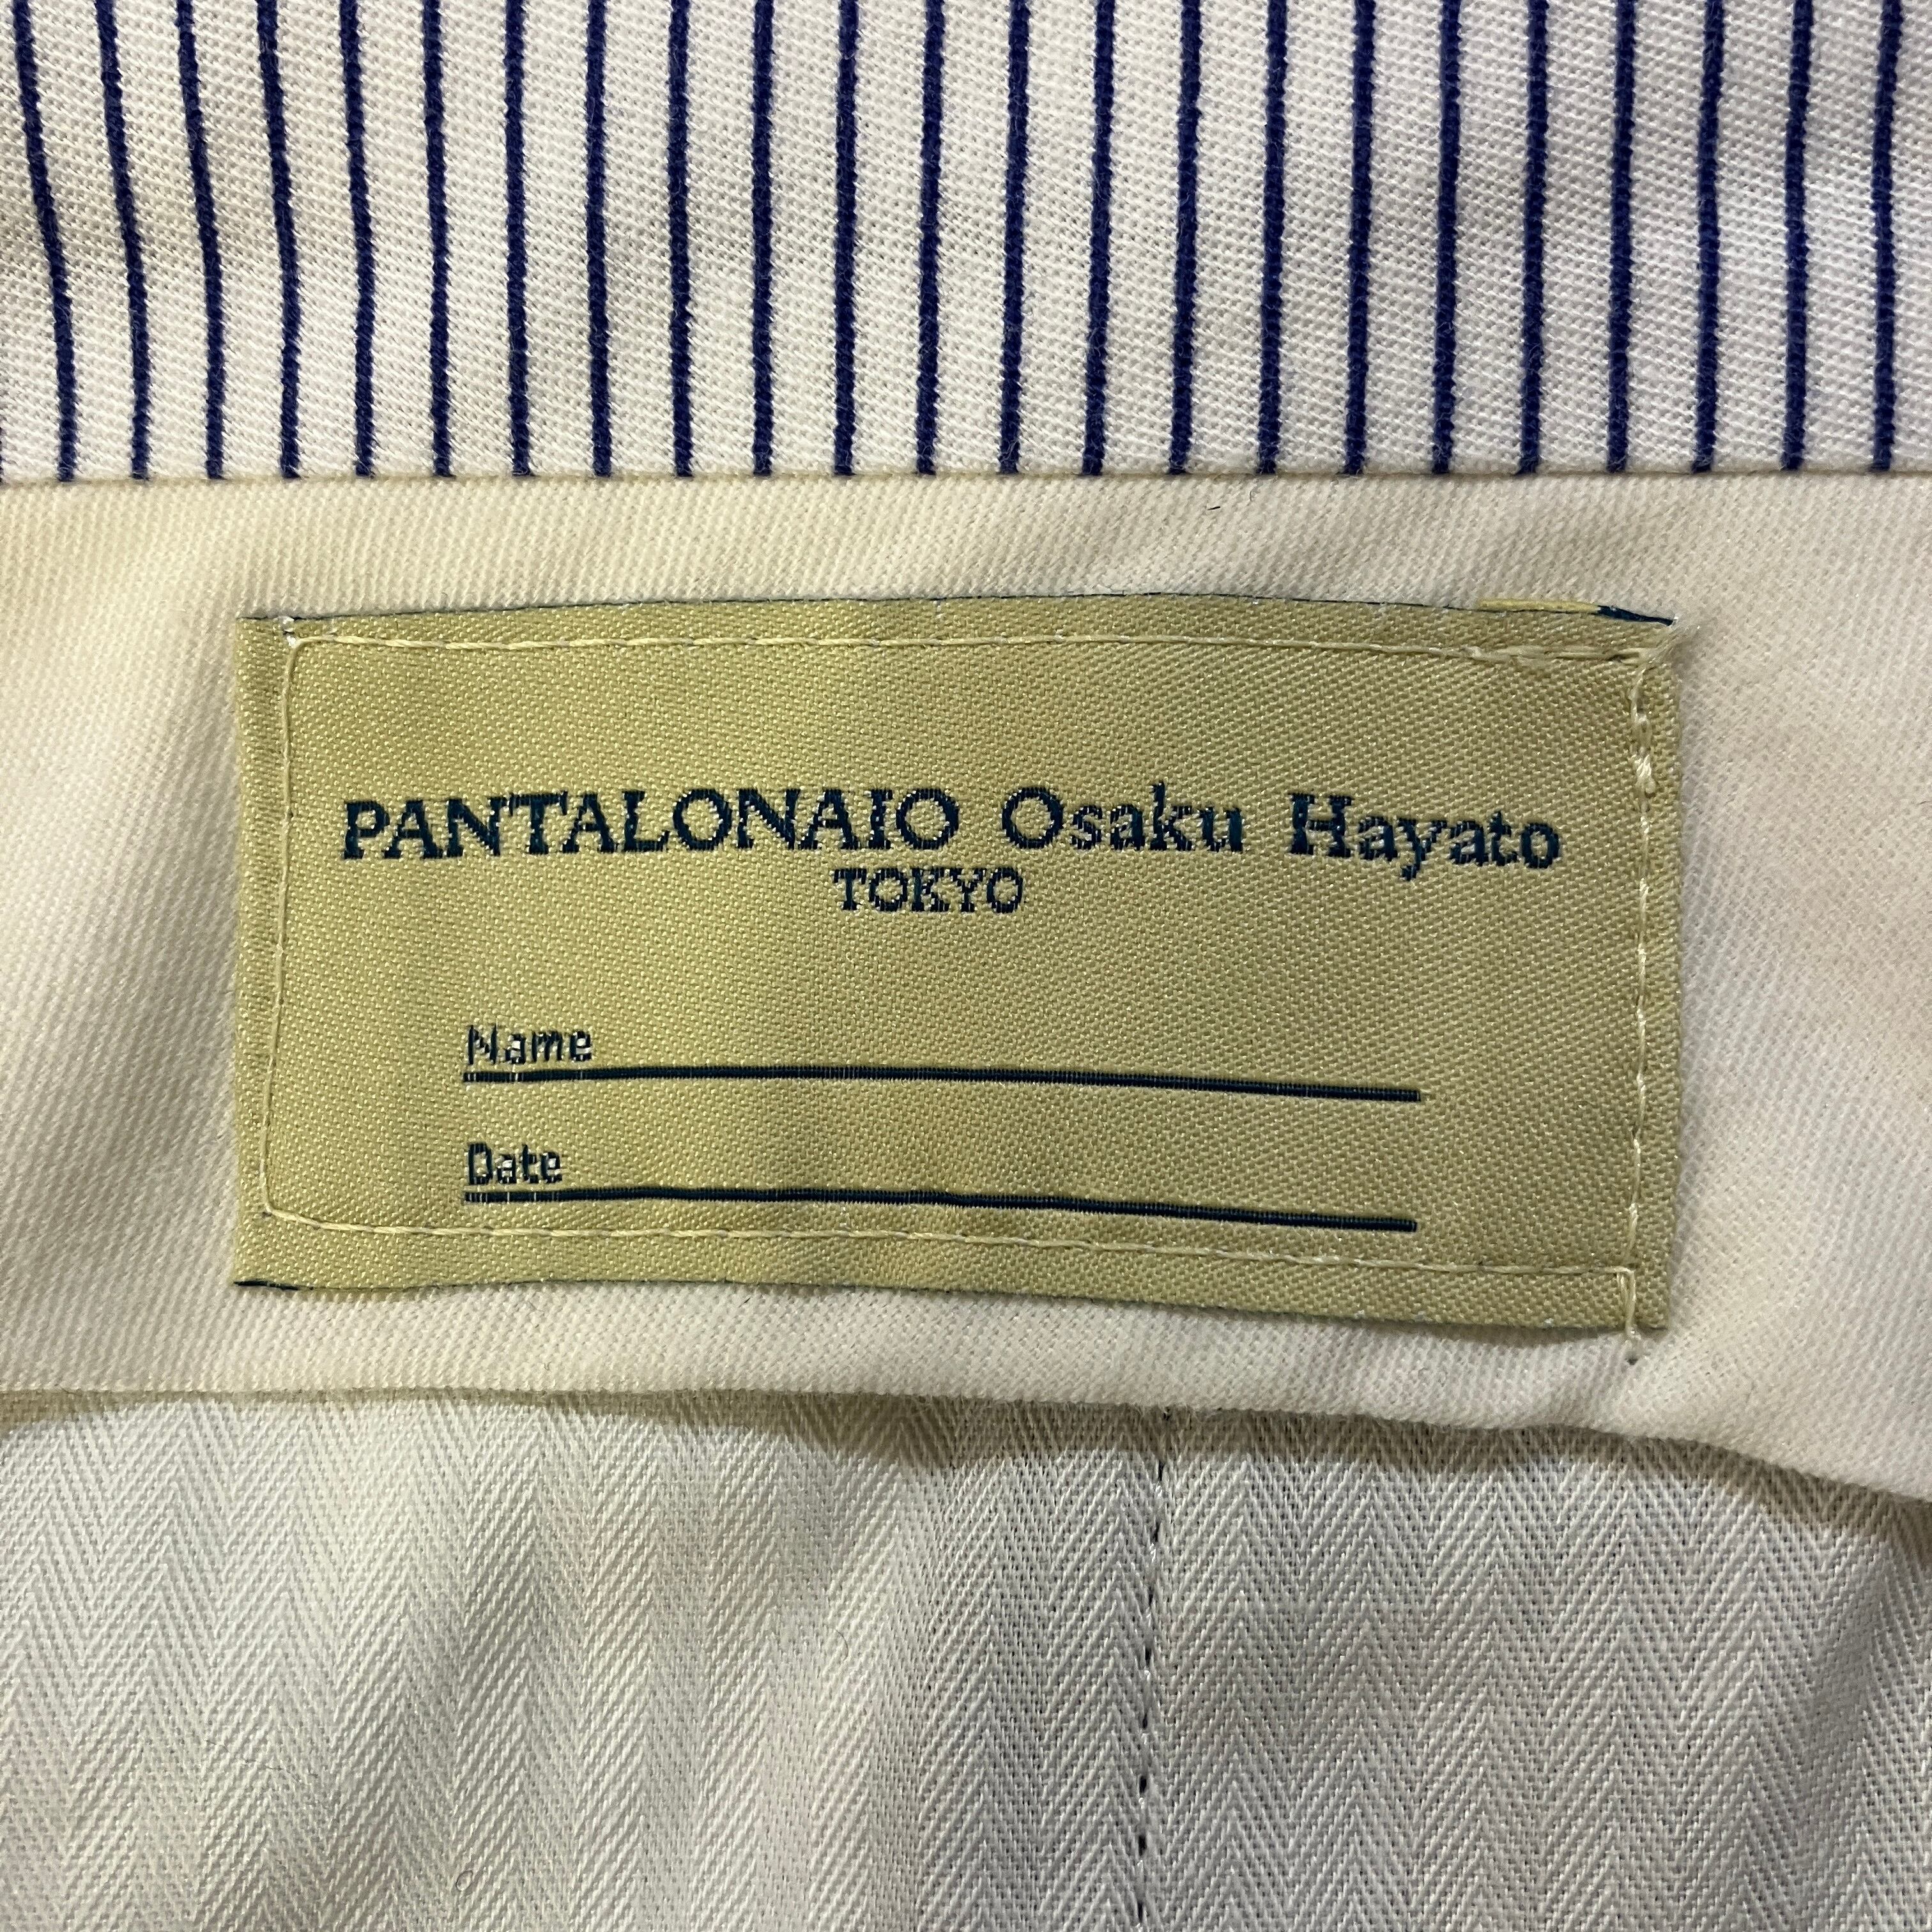 PANTALONAIO Osaku Hayato
TOKYO
Name
Date